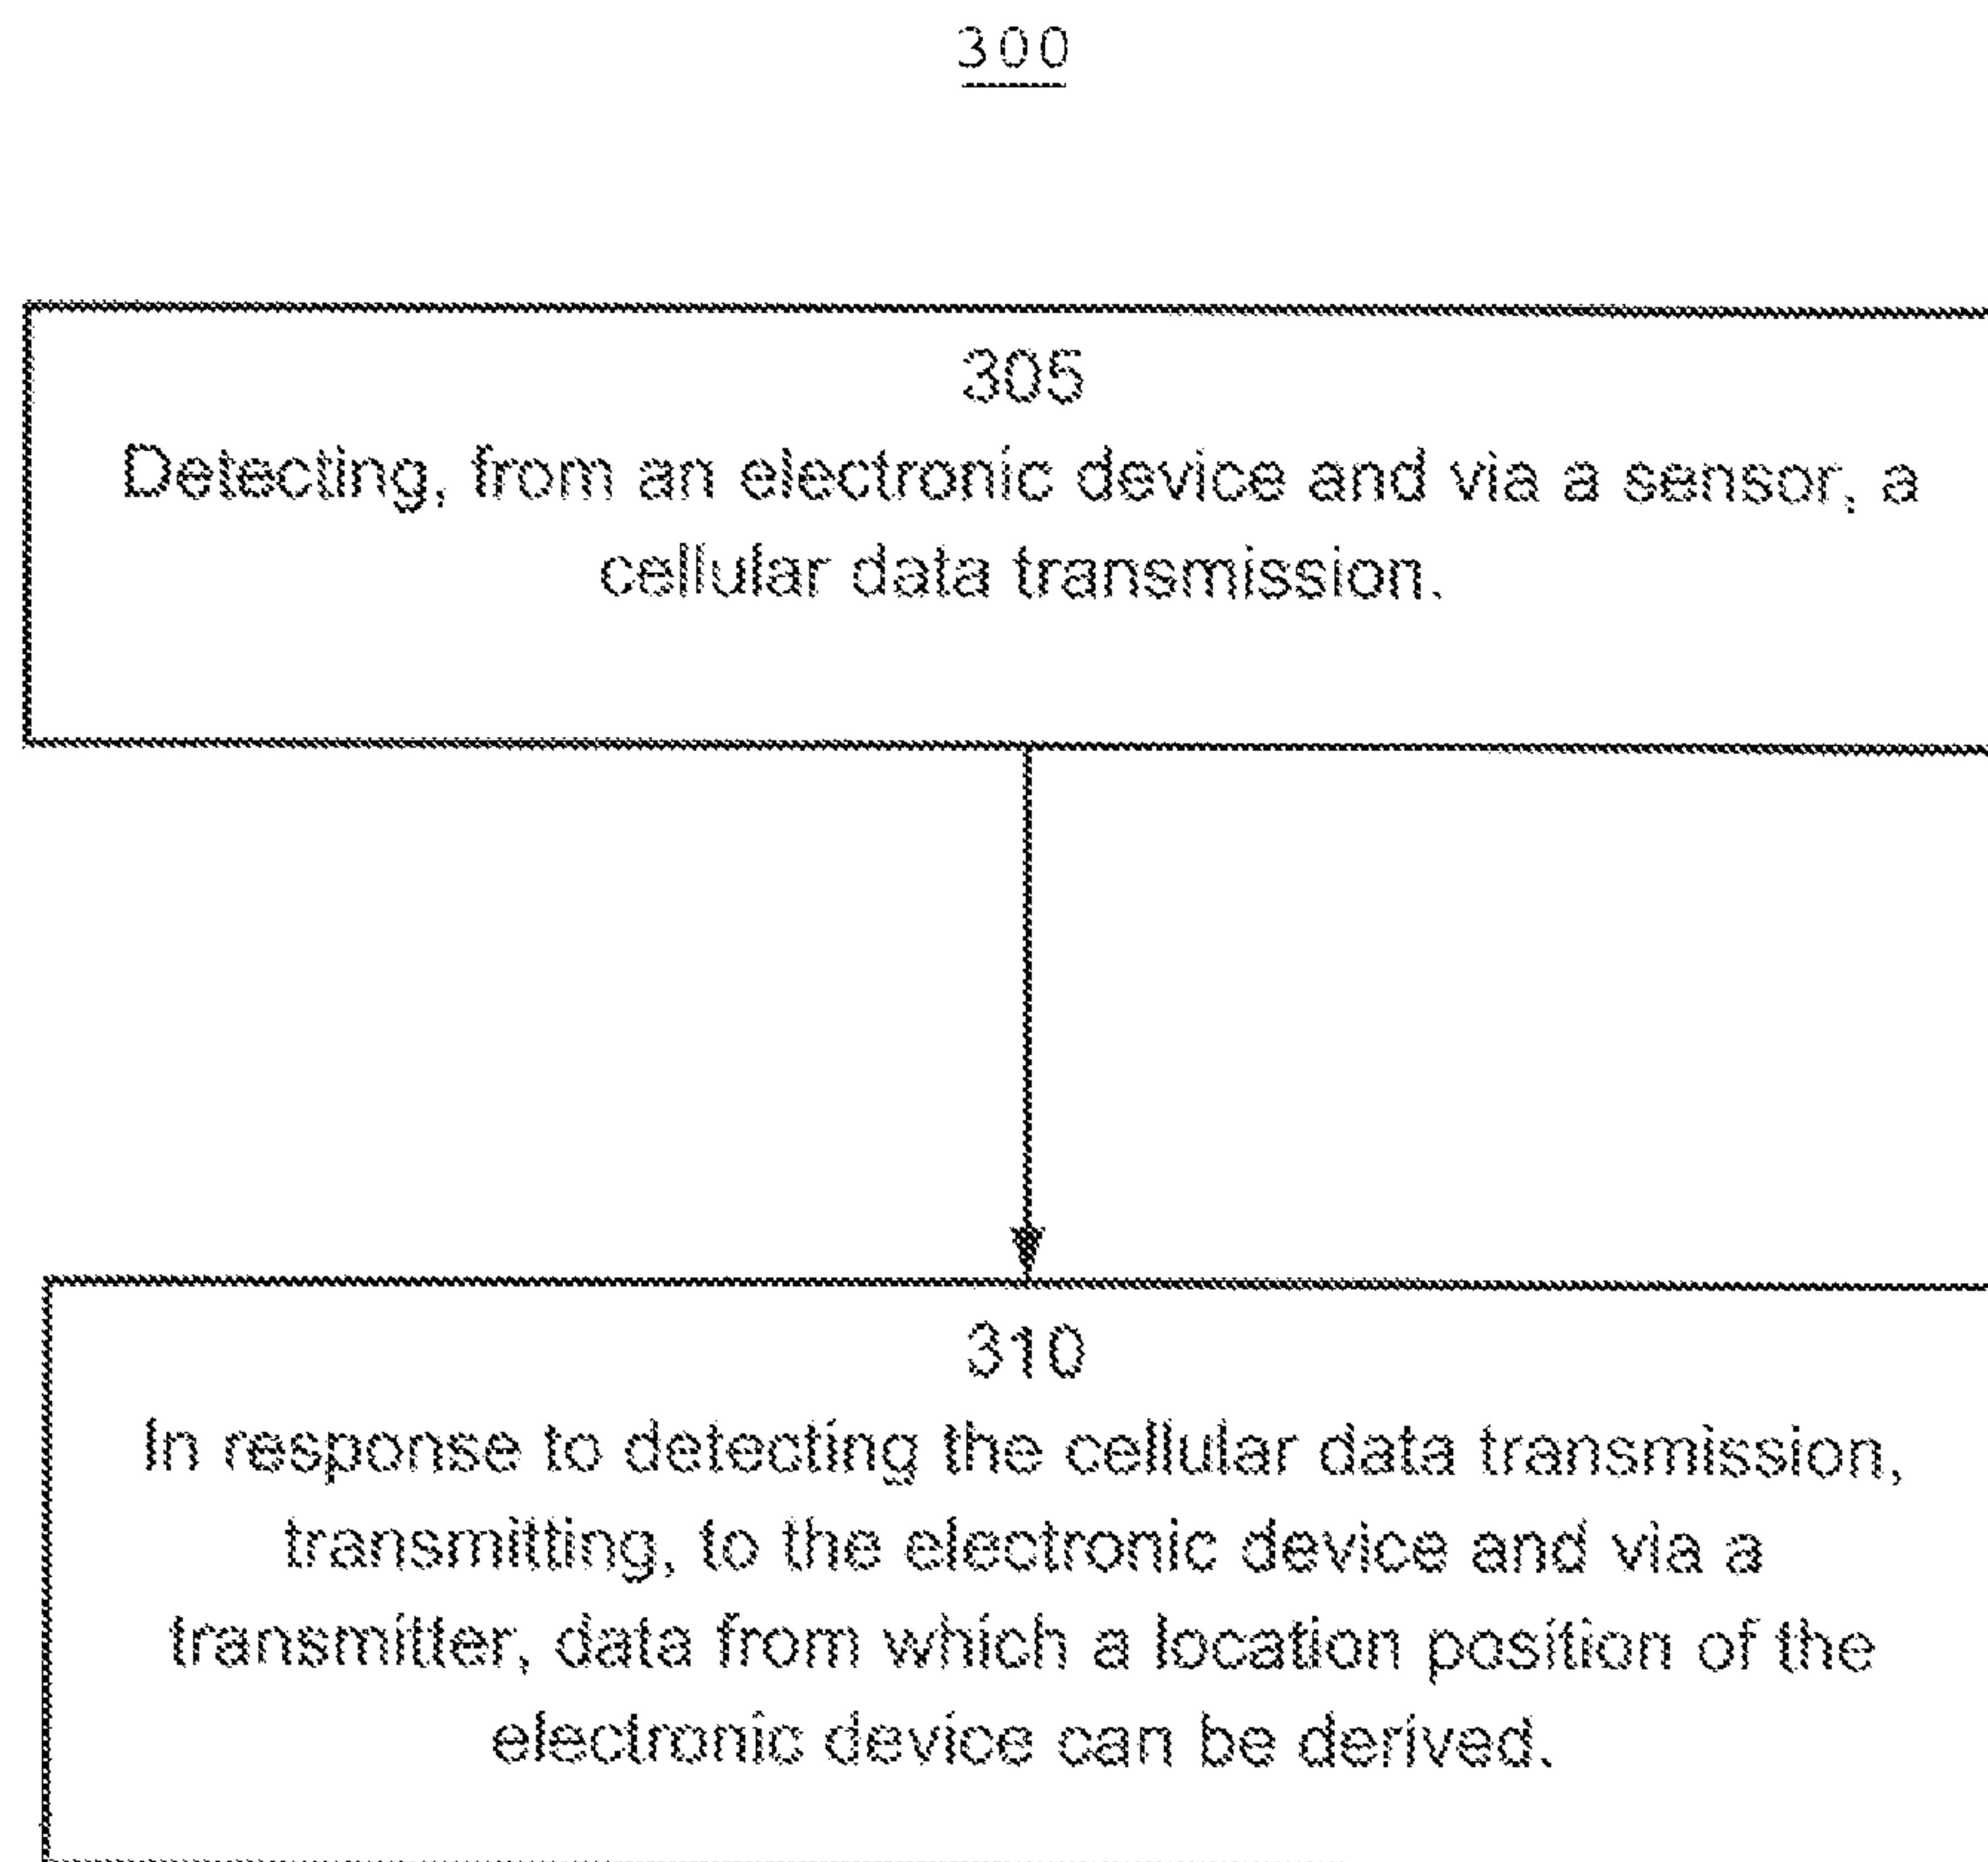 300
305
Detecting, from an electronic device and via a sensor, a
cellular data transmission.
310
In response to detecting the cellular data transmission,
transmitting, to the electronic device and via a
transmitter, data from which a location position of the
electronic device can be derived.